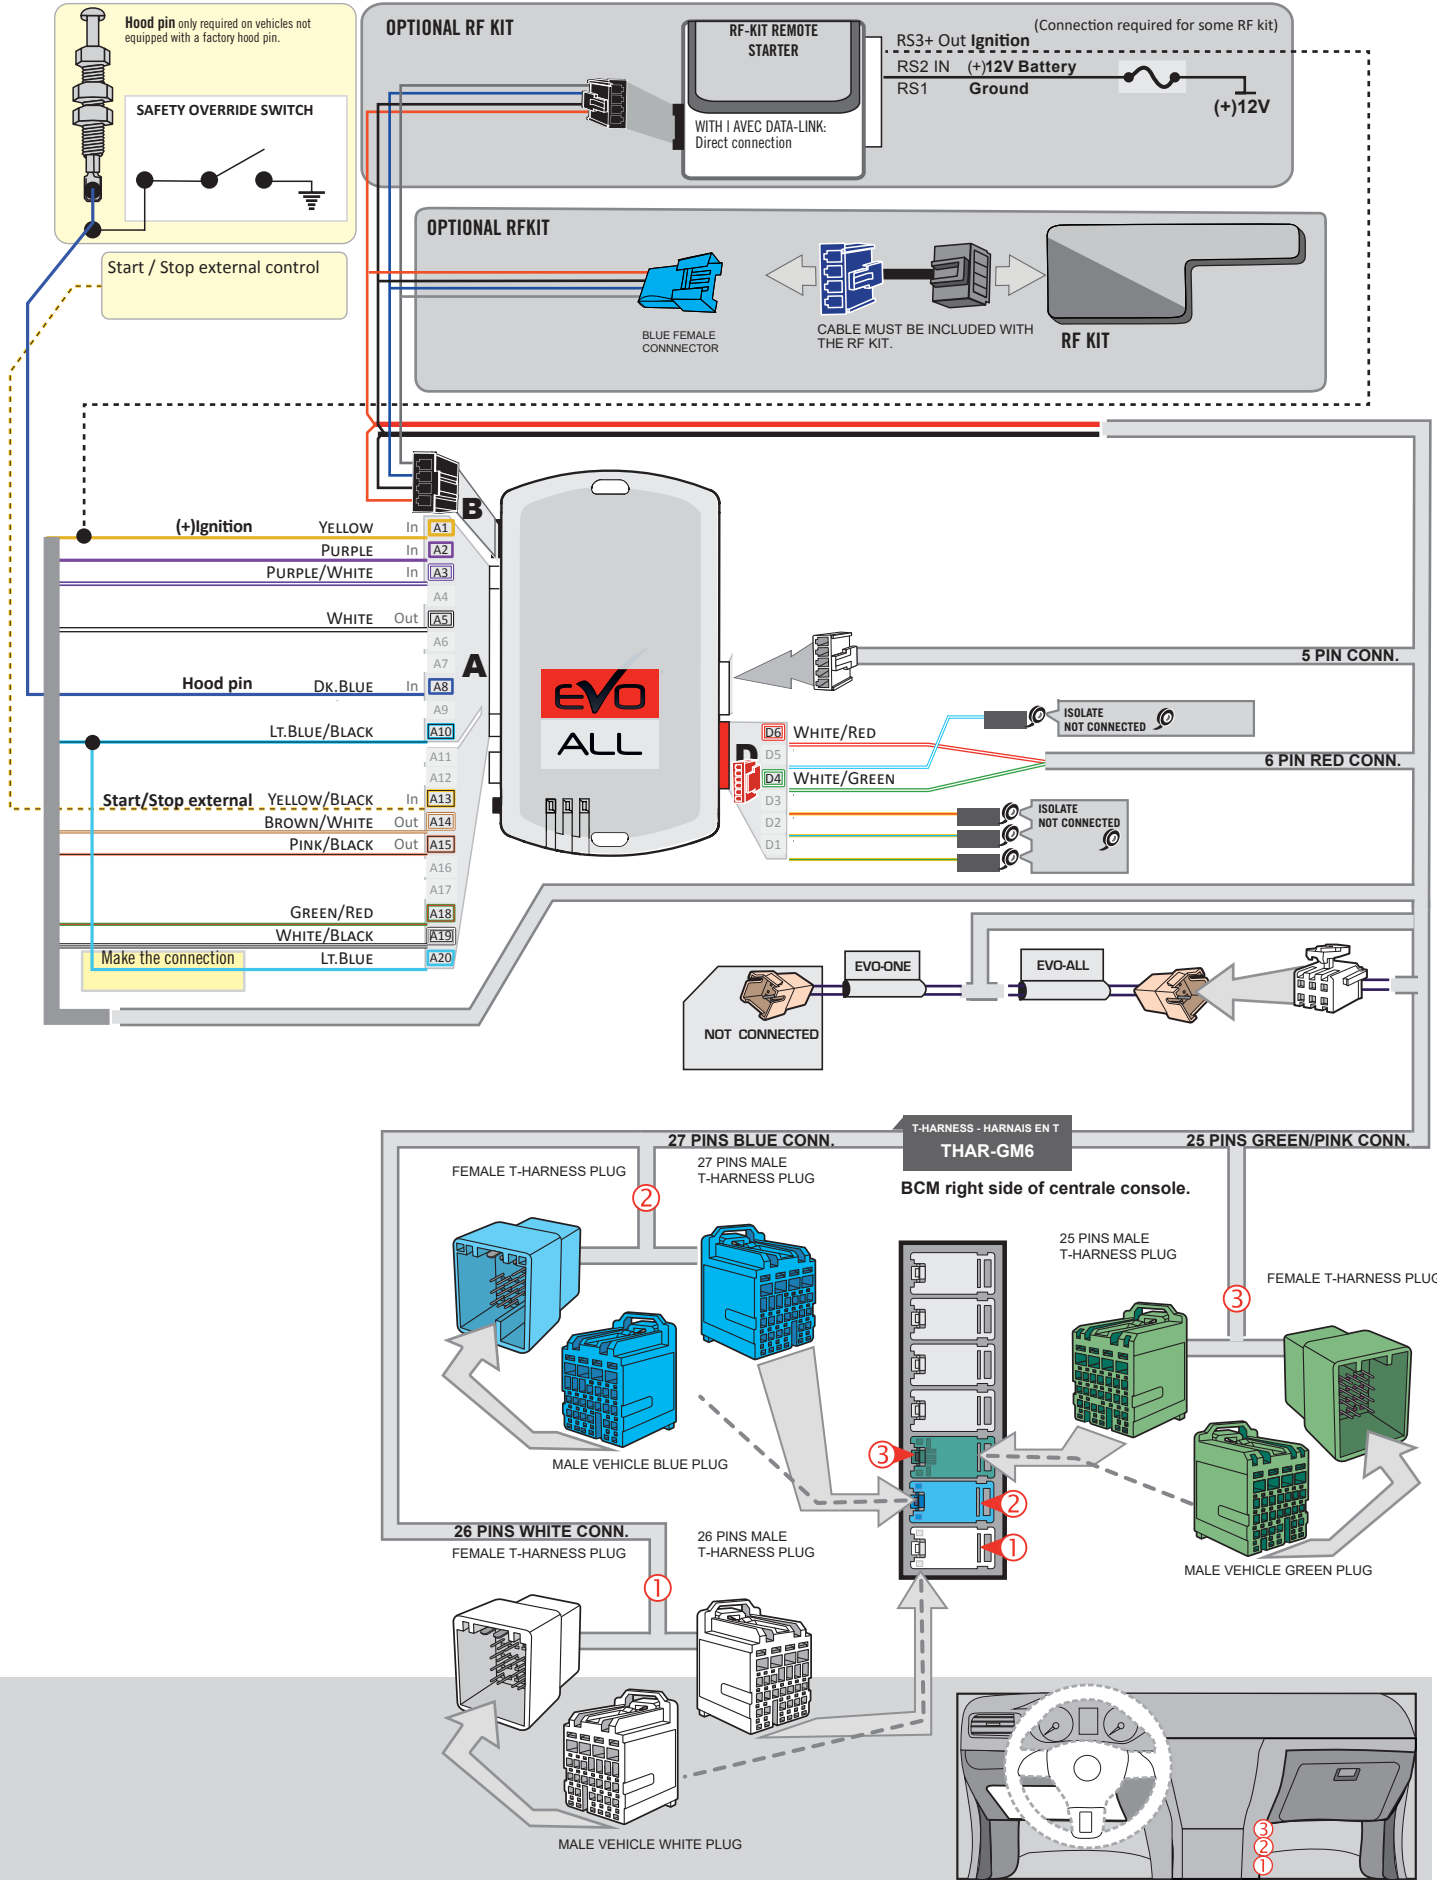 Hood pin only required on vehicles not
equipped with a factory hood pin.
SAFETY OVERRIDE SWITCH
Start / Stop external control
OPTIONAL RF KIT
RF-KIT REMOTE
STARTER
WITH | AVEC DATA-LINK:
Direct connection
(Connection required for some RF kit)
RS3+ Out Ignition
RS2 IN (+)12V Battery
RS1 Ground
(+)12V
OPTIONAL RFKIT
BLUE FEMALE
CONNNECTOR
CABLE MUST BE INCLUDED WITH
THE RF KIT.
RF KIT
B
(+)Ignition YELLOW In A1
PURPLE In A2
PURPLE/WHITE In A3
A4
WHITE Out A5
A6
A7
A
Hood pin DK.BLUE In A8
A9
LT.BLUE/BLACK A10
A11
A12
Start/Stop external YELLOW/BLACK In A13
BROWN/WHITE Out A14
PINK/BLACK Out A15
A16
A17
GREEN/RED A18
WHITE/BLACK A19
Make the connection LT.BLUE A20
EVO
ALL
5 PIN CONN.
ISOLATE
NOT CONNECTED
D
D6 WHITE/RED
D5
D4 WHITE/GREEN
D3
D2
D1
6 PIN RED CONN.
ISOLATE
NOT CONNECTED
EVO-ONE
EVO-ALL
NOT CONNECTED
T-HARNESS - HARNAIS EN T
THAR-GM6
27 PINS BLUE CONN.
25 PINS GREEN/PINK CONN.
BCM right side of centrale console.
FEMALE T-HARNESS PLUG
2
27 PINS MALE
T-HARNESS PLUG
25 PINS MALE
T-HARNESS PLUG
3
FEMALE T-HARNESS PLUG
MALE VEHICLE BLUE PLUG
3
2
1
MALE VEHICLE GREEN PLUG
26 PINS WHITE CONN.
FEMALE T-HARNESS PLUG
1
26 PINS MALE
T-HARNESS PLUG
MALE VEHICLE WHITE PLUG
3
2
1